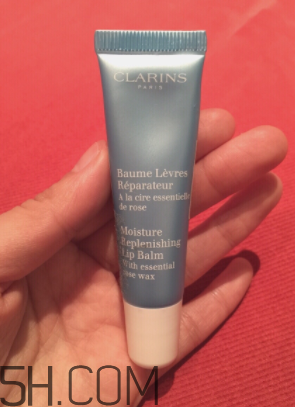 CLARINS
PARIS
Baume Lèvres
Réparateur
A la cire essentielle
de rose
Moisture
Replenishing
Lip Balm
With essential
rose wax
5H.COM